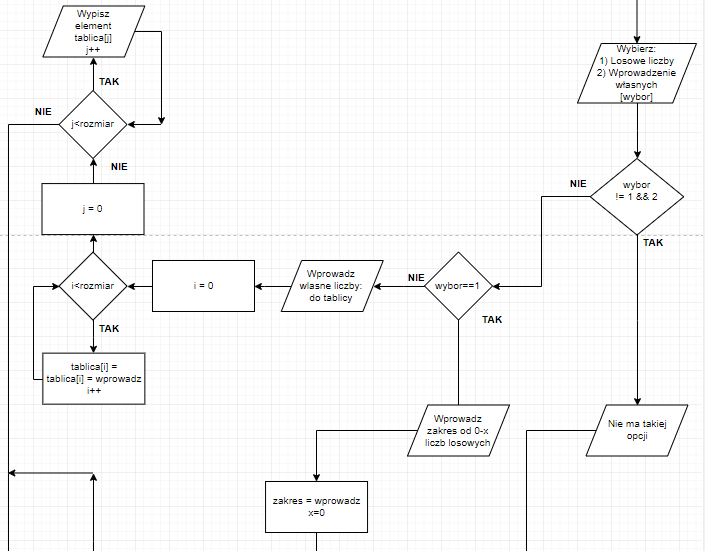 Wypisz
element
tablica[j]
j++
TAK
NIE
j<rozmiar
NIE
j = 0
i<rozmiar
TAK
tablica[i] =
tablica[i] = wprowadz
i++
i = 0
Wprowadz
wlasne liczby:
do tablicy
NIE
wybor==1
TAK
Wybierz:
1) Losowe liczby
2) Wprowadzenie
własnych
[wybor]
NIE
wybor
!= 1 && 2
TAK
Wprowadz
zakres od 0-x
liczb losowych
Nie ma takiej
opcji
zakres = wprowadz
x=0